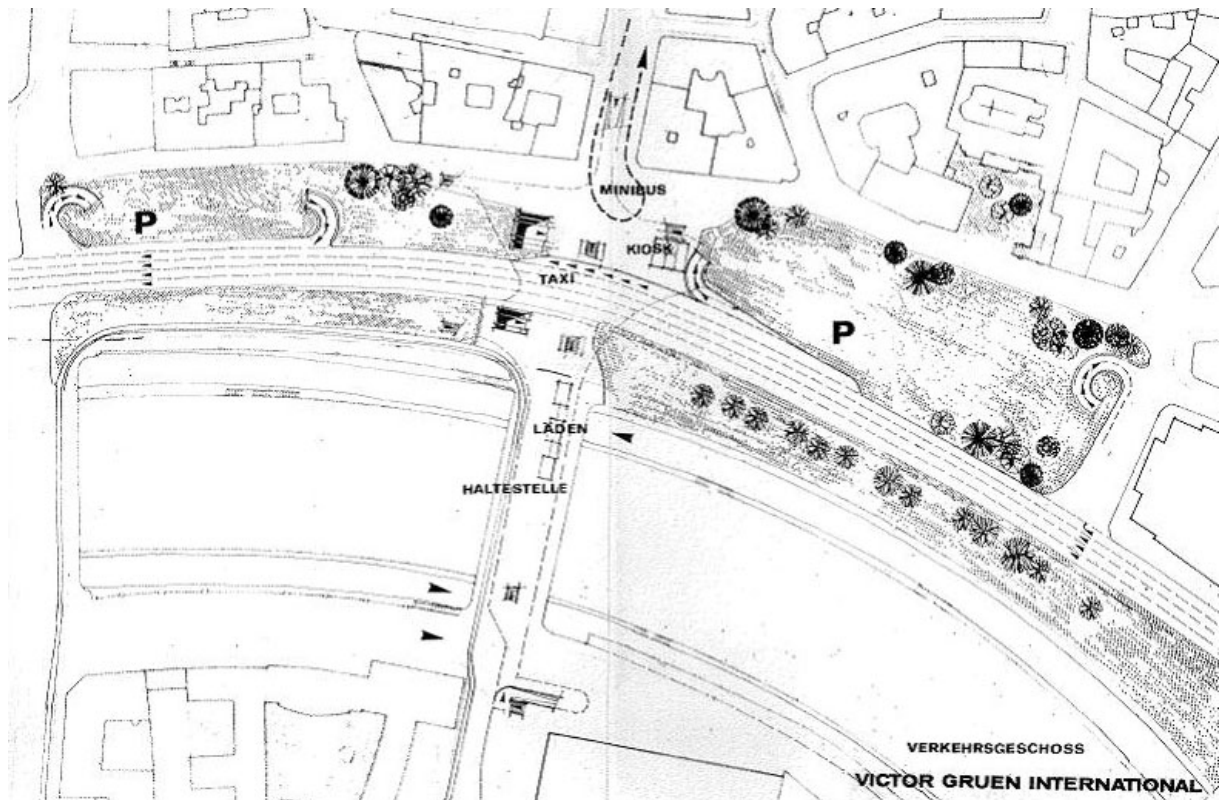 MINIBUS
P
KIOSK
TAXI
P
LÄDEN
HALTESTELLE
VERKEHRSGESCHOSS
VICTOR GRUEN INTERNATIONAL